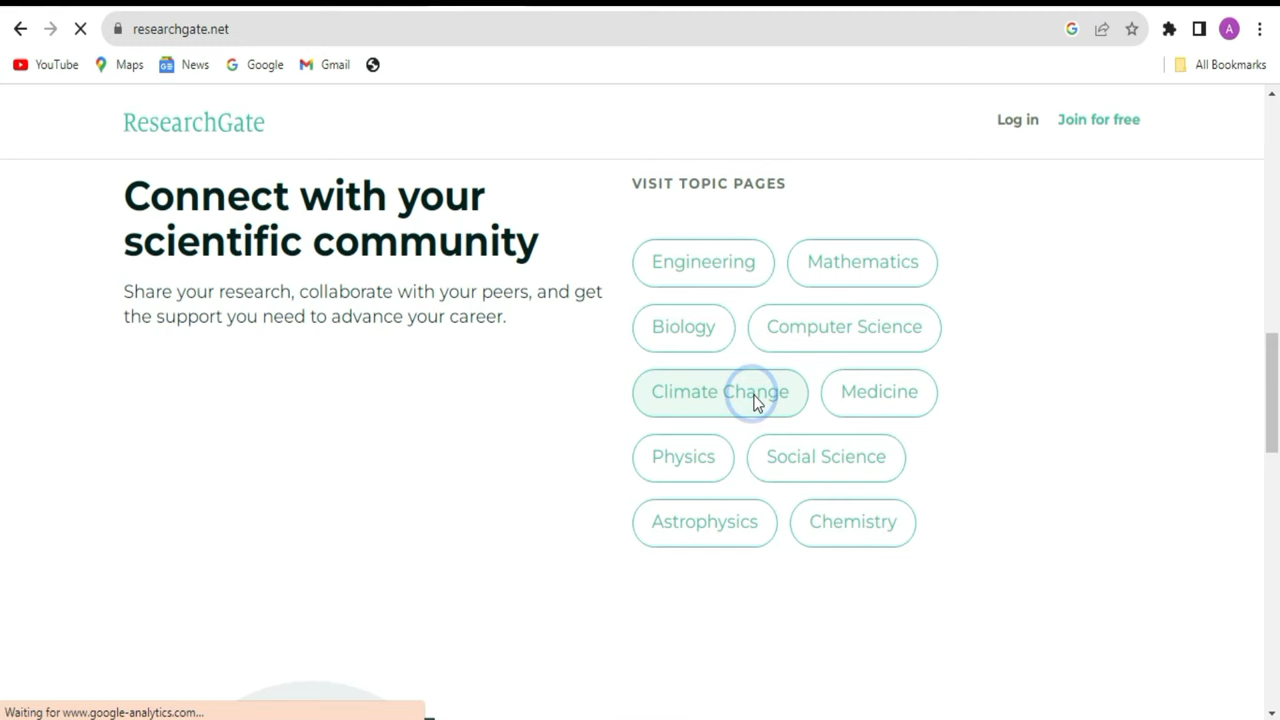 researchgate.net
YouTube Maps News Google Gmail All Bookmarks
ResearchGate Log in Join for free
Connect with your
scientific community
Share your research, collaborate with your peers, and get
the support you need to advance your career.
VISIT TOPIC PAGES
Engineering Mathematics
Biology Computer Science
Climate Change Medicine
Physics Social Science
Astrophysics Chemistry
Waiting for www.google-analytics.com...
A